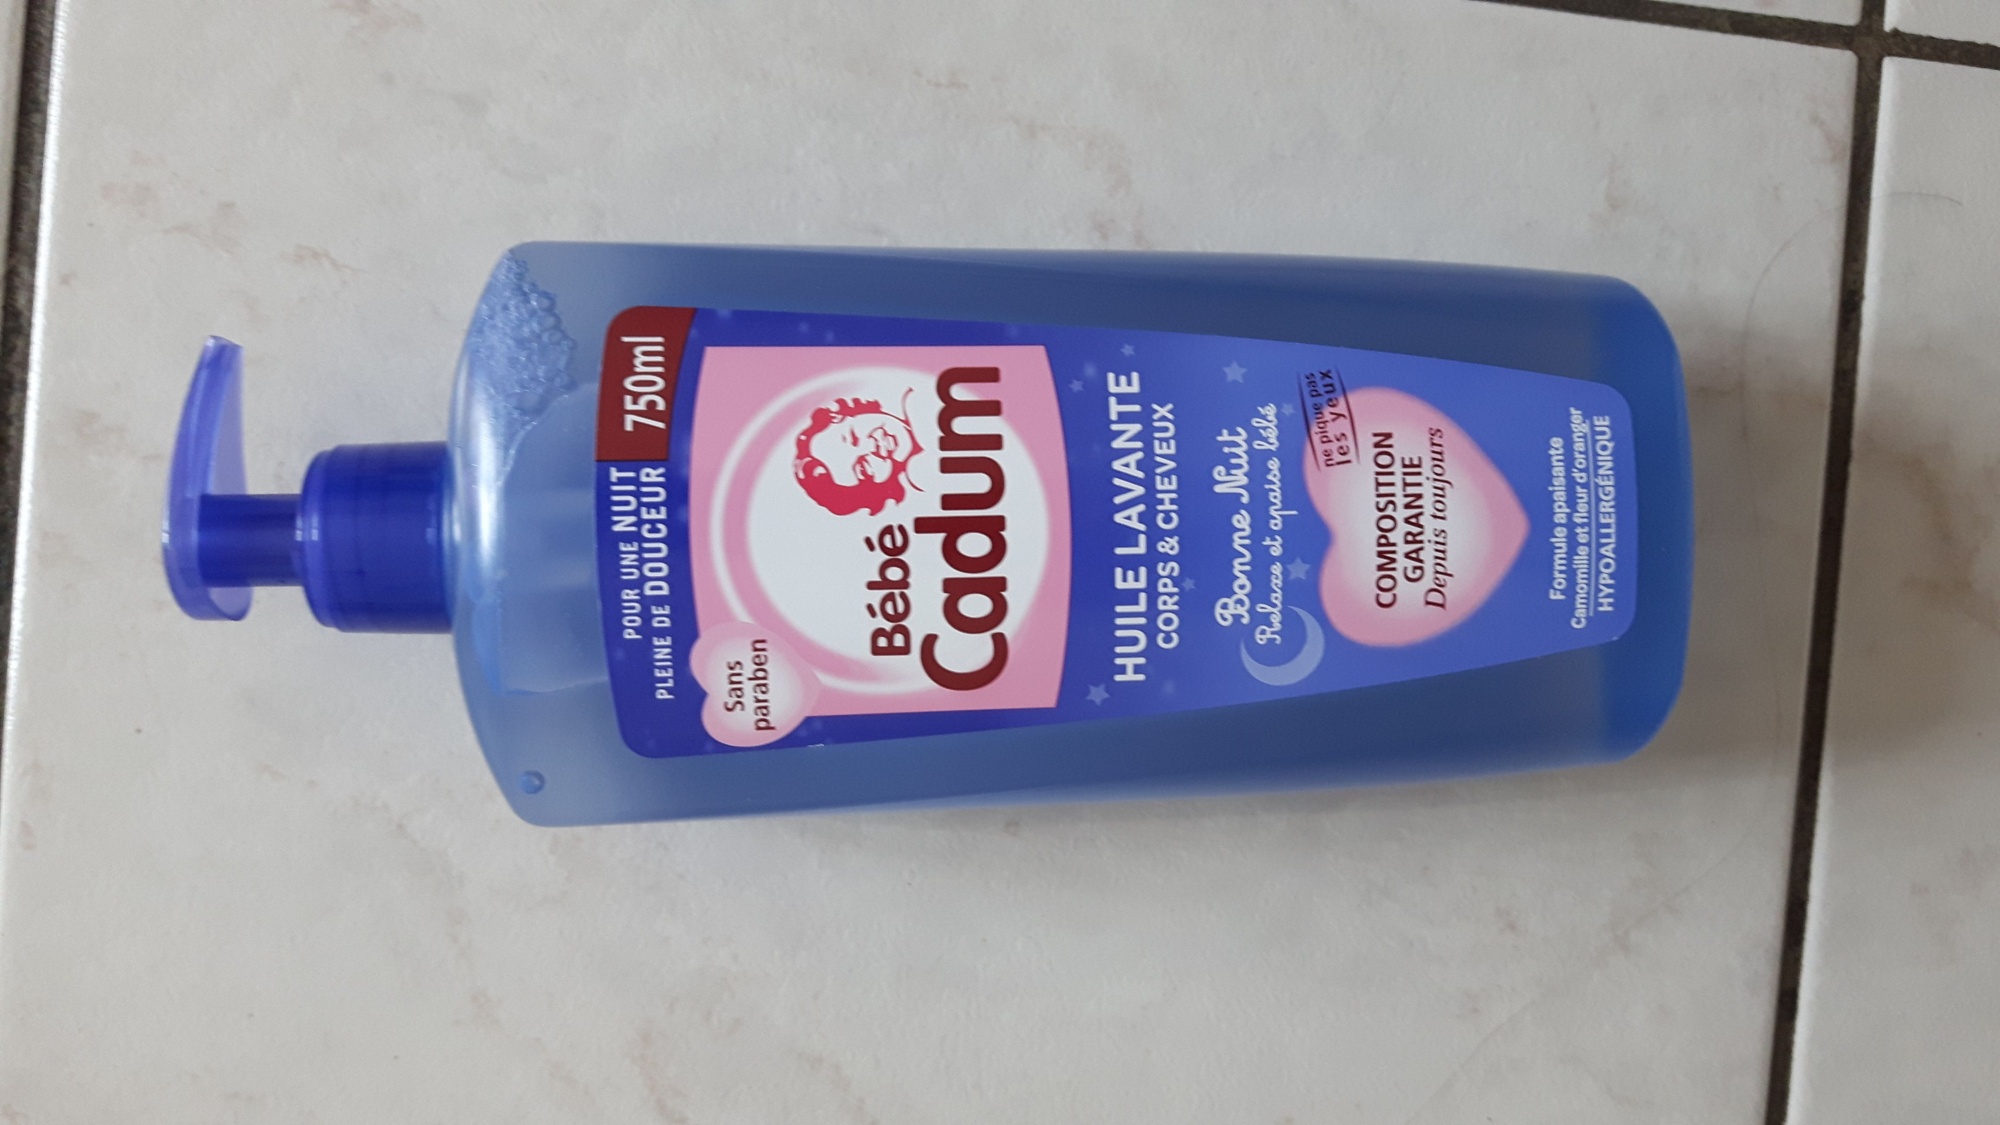 POUR UNE NUIT
PLEINE DE DOUCEUR
750ml
Sans
paraben
Bébé
Cadum
HUILE LAVANTE
CORPS & CHEVEUX
Bonne Nuit
Relaxe et apaise bébé
ne pique pas
les yeux
COMPOSITION
GARANTIE
Depuis toujours
Formule apaisante
Camomille et fleur d'oranger
HYPOALLERGÉNIQUE